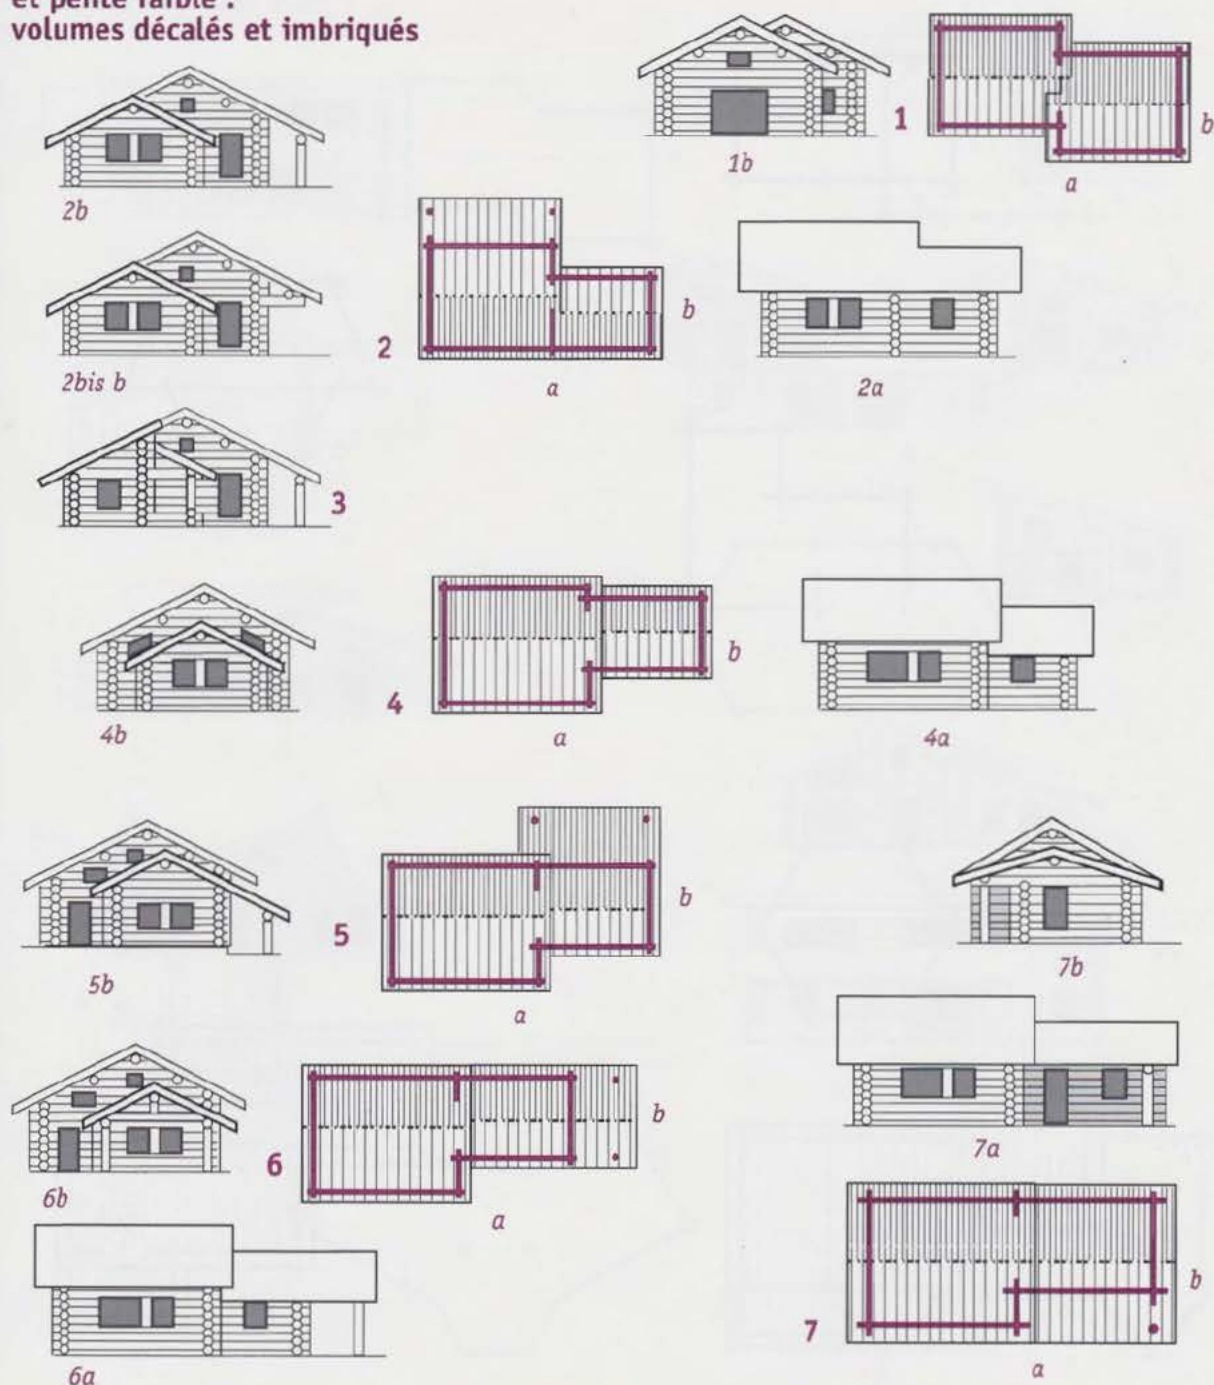 et pente faible :
volumes décalés et imbriqués
1b
1
a
b
2b
2
a
b
2a
2bis b
3
4b
4
a
b
4a
5b
5
a
b
7b
6b
6
a
b
7a
6a
7
a
b